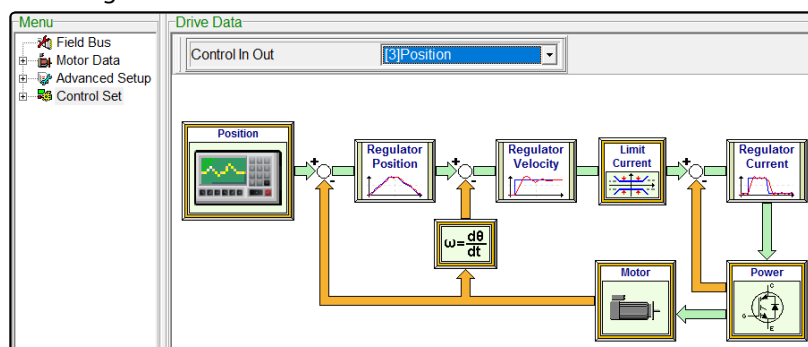 Menu
Field Bus
Motor Data
Advanced Setup
Control Set
Drive Data
Control In Out [3]Position
Position
+
-
Regulator
Position
+
-
Regulator
Velocity
Limit
Current
+
-
Regulator
Current
ω=dθ/dt
Motor
Power
C
G
E